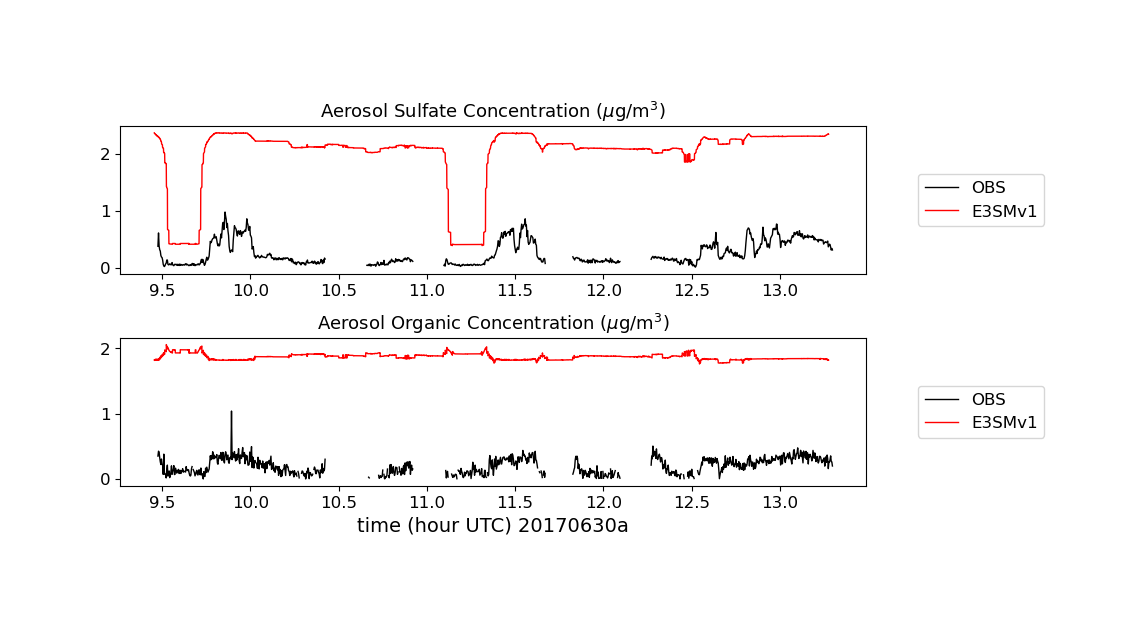 Aerosol Sulfate Concentration (μg/m³)
2
1
0
9.5 10.0 10.5 11.0 11.5 12.0 12.5 13.0
OBS
E3SMv1
Aerosol Organic Concentration (μg/m³)
2
1
0
9.5 10.0 10.5 11.0 11.5 12.0 12.5 13.0
time (hour UTC) 20170630a
OBS
E3SMv1